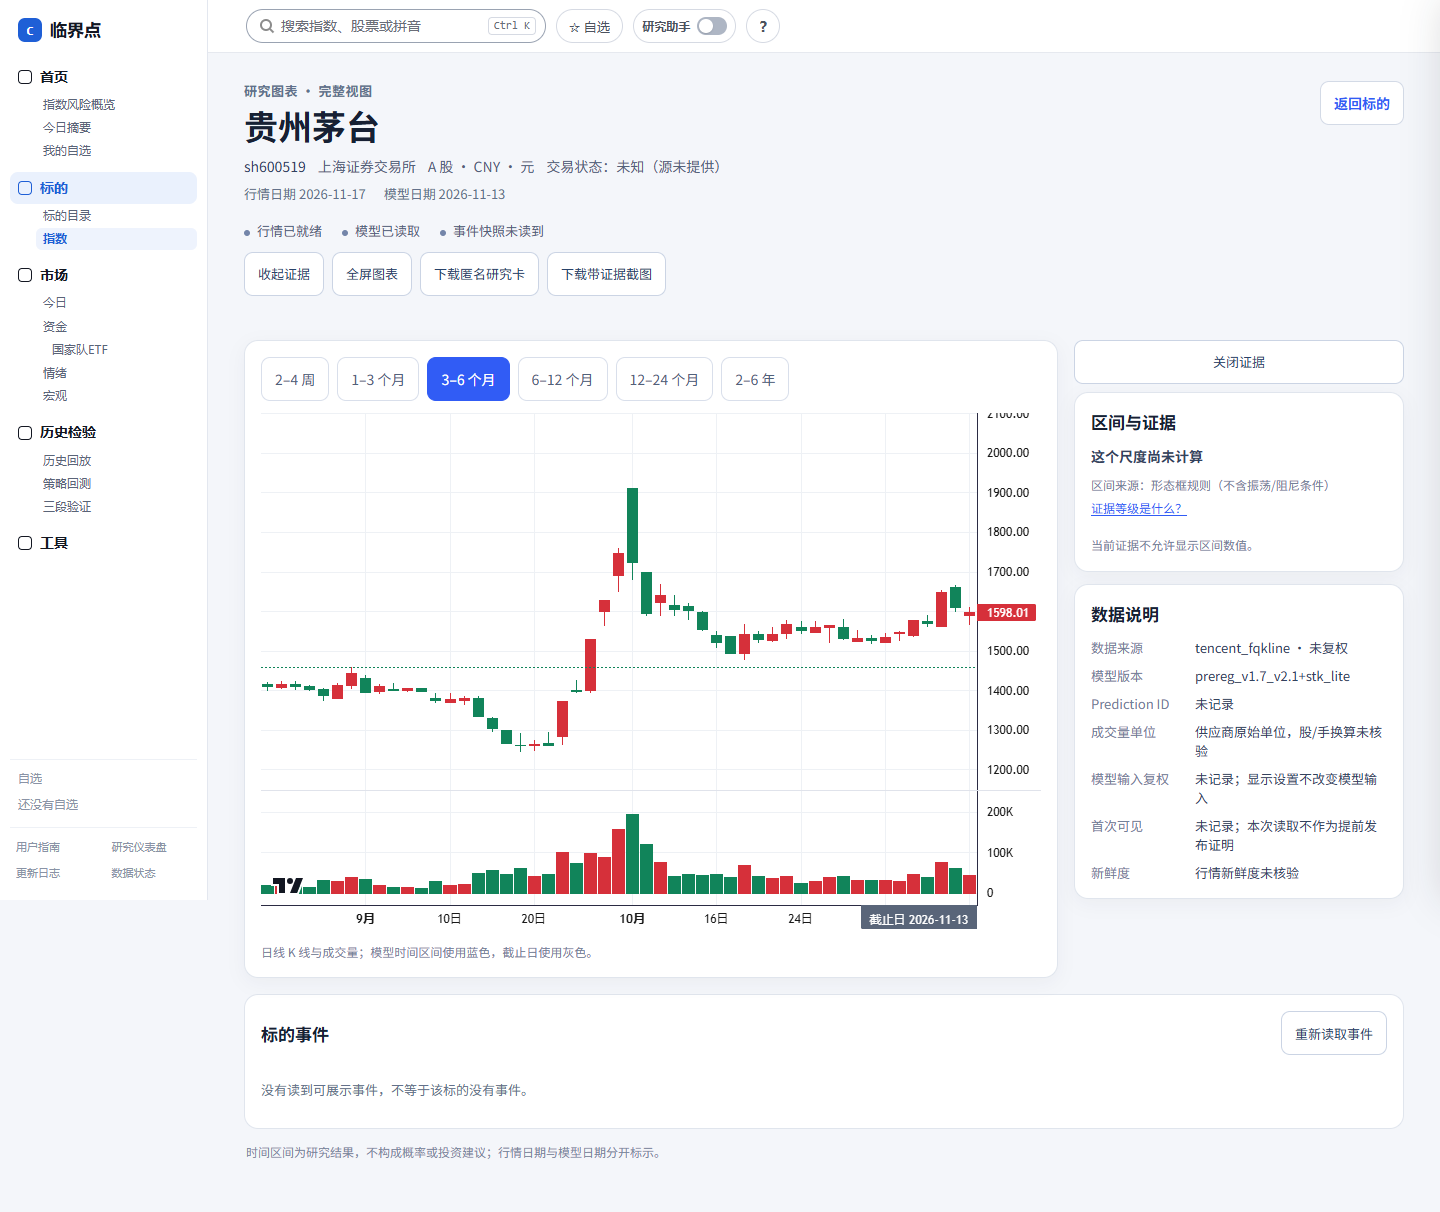 C 临界点
首页
指数风险概览
今日摘要
我的自选
标的
标的目录
指数
市场
今日
资金
国家队ETF
情绪
宏观
历史检验
历史回放
策略回测
三段验证
工具
自选
还没有自选
用户指南 研究仪表盘
更新日志 数据状态
搜索指数、股票或拼音 Ctrl K ☆ 自选 研究助手 ?
研究图表 · 完整视图
返回标的
贵州茅台
sh600519 上海证券交易所 A 股 · CNY · 元 交易状态：未知（源未提供）
行情日期 2026-11-17 模型日期 2026-11-13
行情已就绪 模型已读取 事件快照未读到
收起证据 全屏图表 下载匿名研究卡 下载带证据截图
2–4 周 1–3 个月 3–6 个月 6–12 个月 12–24 个月 2–6 年
2100.00
2000.00
1900.00
1800.00
1700.00
1598.01
1500.00
1400.00
1300.00
1200.00
200K
100K
0
9月 10日 20日 10月 16日 24日 截止日 2026-11-13
日线 K 线与成交量；模型时间区间使用蓝色，截止日使用灰色。
关闭证据
区间与证据
这个尺度尚未计算
区间来源：形态框规则（不含振荡/阻尼条件）
证据等级是什么？
当前证据不允许显示区间数值。
数据说明
数据来源 tencent_fqkline · 未复权
模型版本 prereg_v1.7_v2.1+stk_lite
Prediction ID 未记录
成交量单位 供应商原始单位，股/手换算未核
验
模型输入复权 未记录；显示设置不改变模型输
入
首次可见 未记录；本次读取不作为提前发
布证明
新鲜度 行情新鲜度未核验
标的事件
重新读取事件
没有读到可展示事件，不等于该标的没有事件。
时间区间为研究结果，不构成概率或投资建议；行情日期与模型日期分开标示。